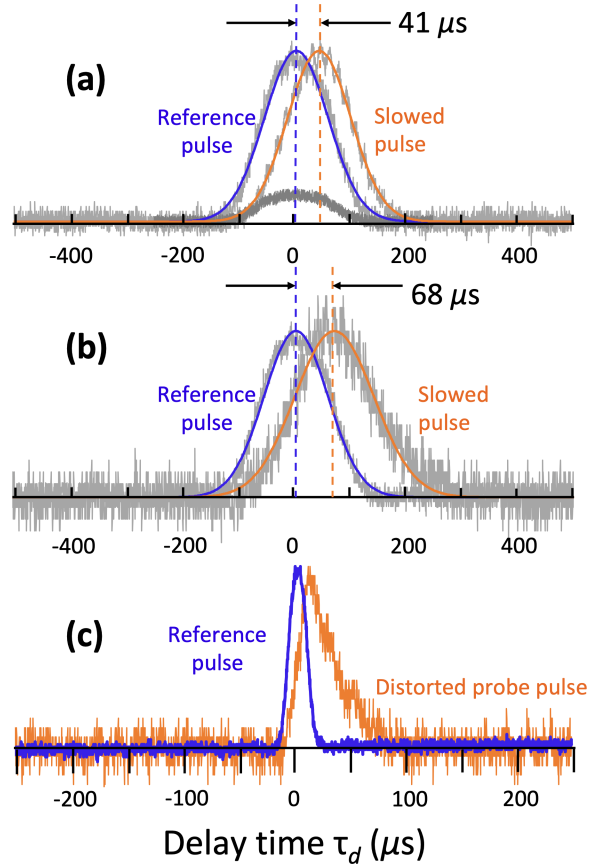 41 μs
(a)
Reference
pulse
Slowed
pulse
-400 -200 0 200 400
68 μs
(b)
Reference
pulse
Slowed
pulse
-400 -200 0 200 400
(c)
Reference
pulse
Distorted probe pulse
-200 -100 0 100 200
Delay time τd (μs)